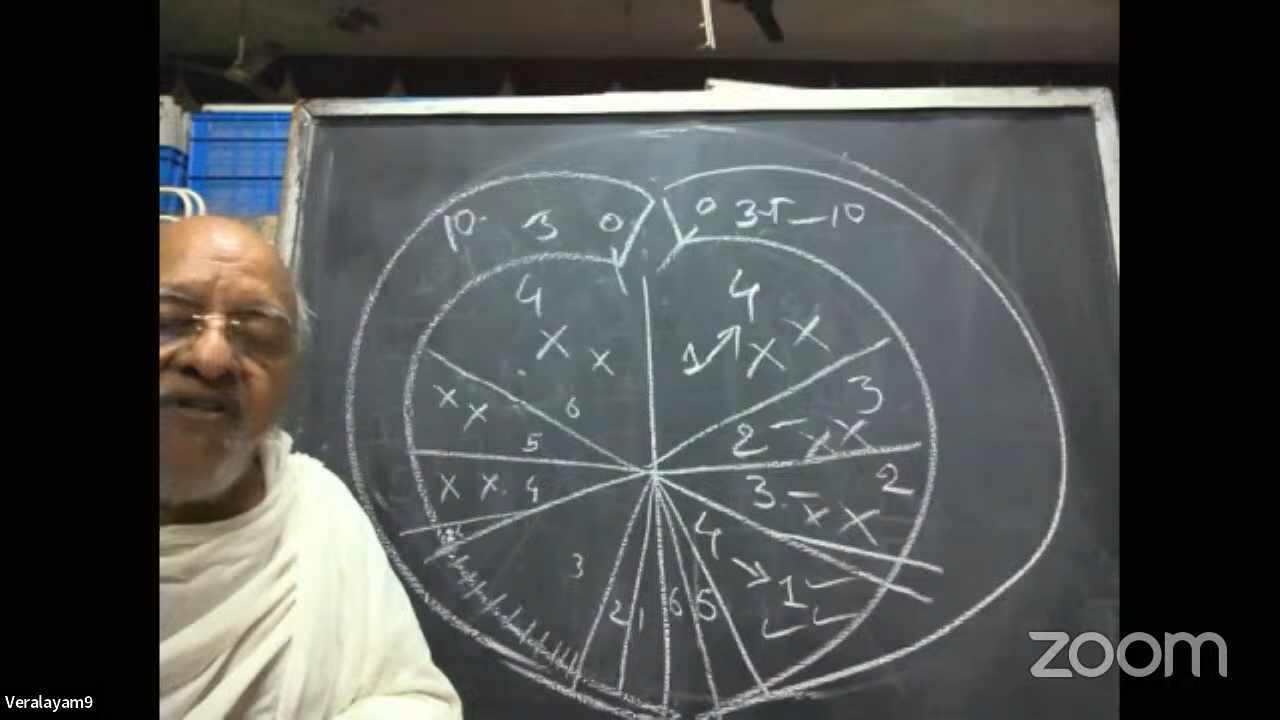 10 3 0 0 3-5-10
4 4
x x 1 x x
x x 6 3
5 2 - x x
x x 4 3 - x x 2
3 4
1
2 1 6 5
zoom
Veralayam9